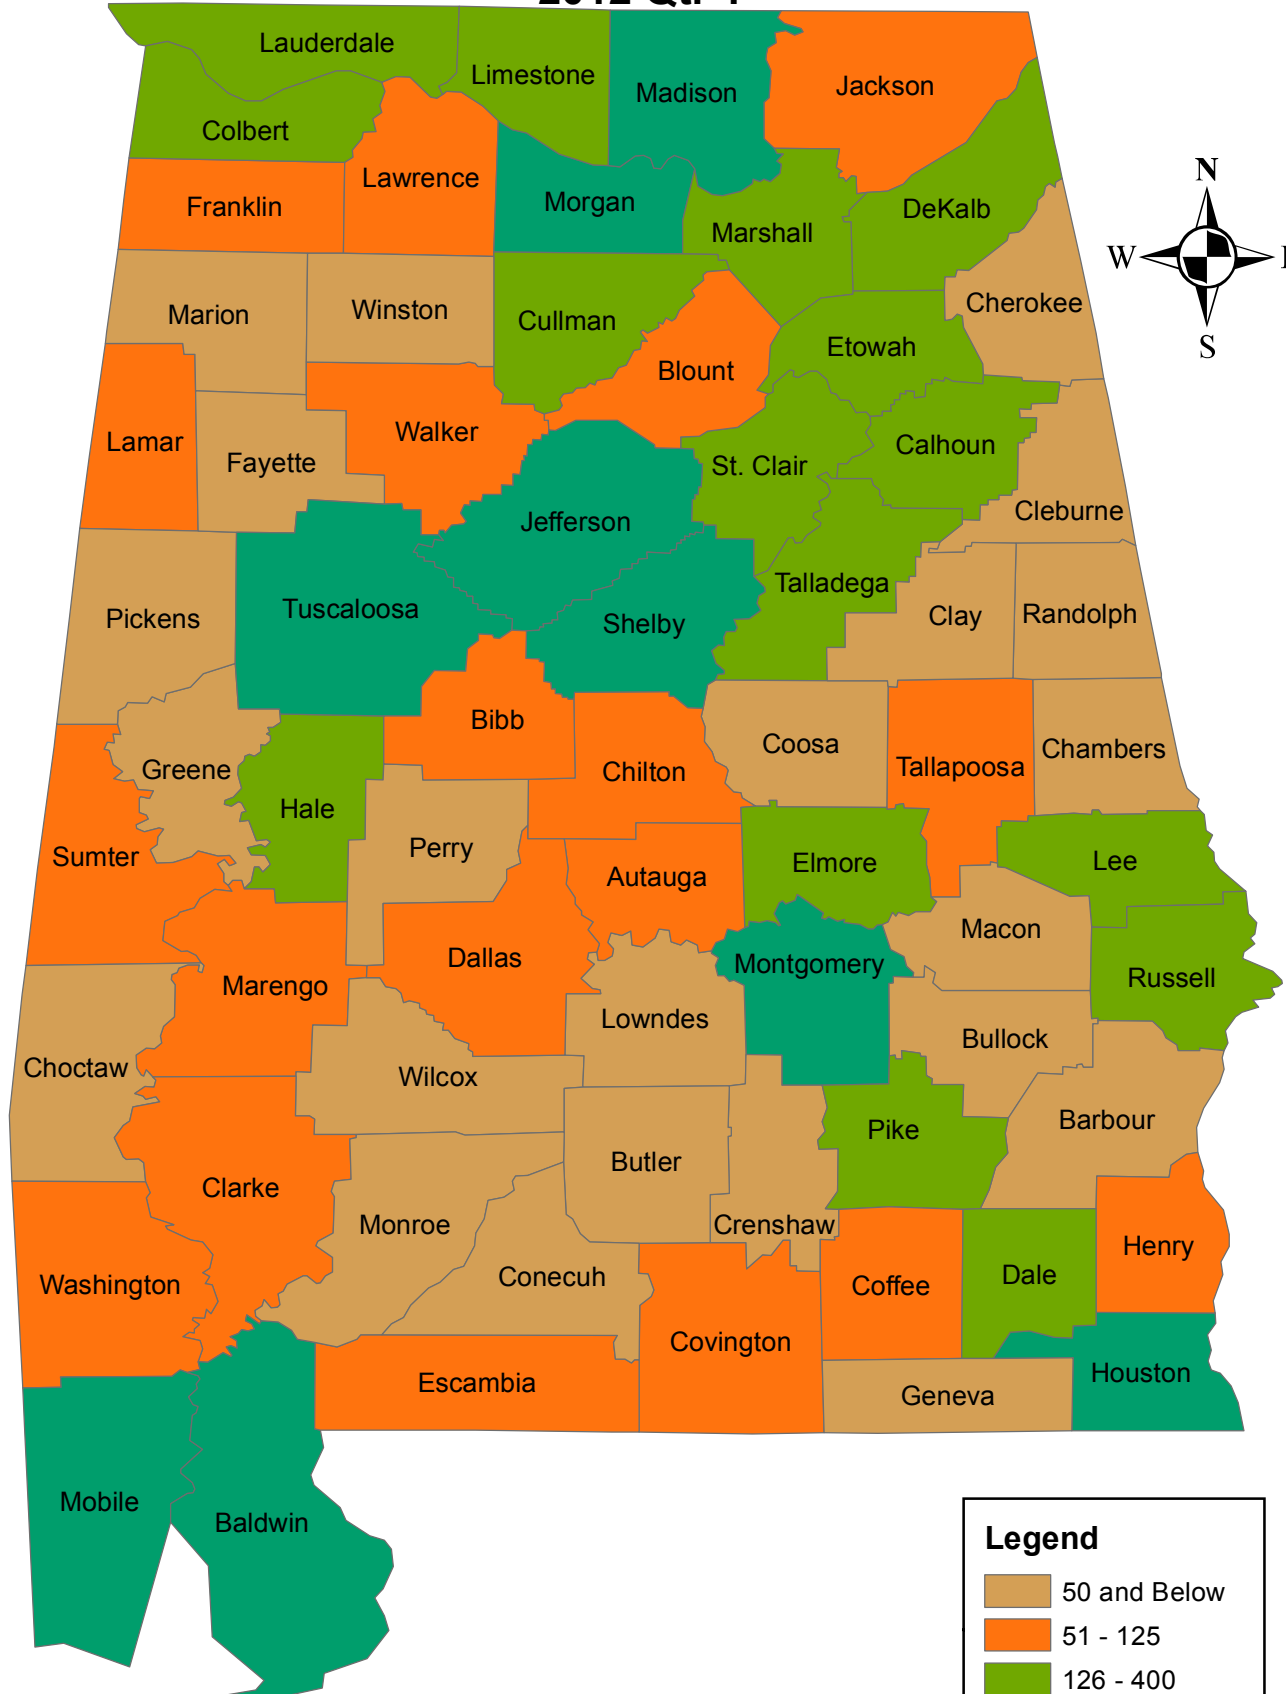 Lauderdale
Limestone
Madison
Jackson
Colbert
Lawrence
Franklin
Morgan
Marshall
DeKalb
N
W
S
Marion
Winston
Cullman
Cherokee
Etowah
Blount
Lamar
Walker
Fayette
St. Clair
Calhoun
Jefferson
Cleburne
Talladega
Tuscaloosa
Pickens
Shelby
Clay
Randolph
Bibb
Coosa
Chambers
Greene
Chilton
Tallapoosa
Hale
Perry
Sumter
Autauga
Elmore
Lee
Macon
Dallas
Montgomery
Marengo
Russell
Lowndes
Bullock
Choctaw
Wilcox
Pike
Barbour
Butler
Clarke
Monroe
Crenshaw
Henry
Washington
Conecuh
Coffee
Dale
Covington
Escambia
Houston
Geneva
Mobile
Baldwin
Legend
50 and Below
51 - 125
126 - 400